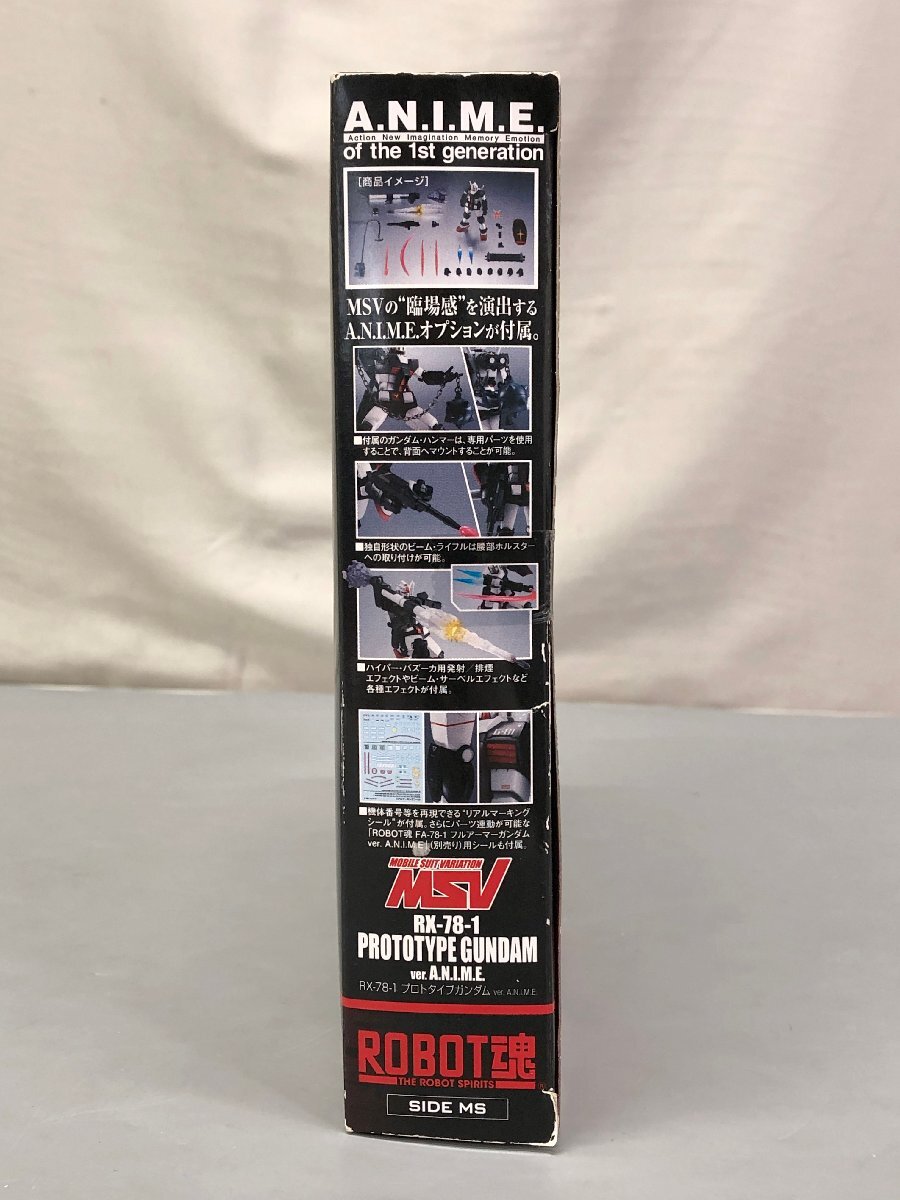 A.N.I.M.E.
Action New Imagination Memory Emotion
of the 1st generation
[商品イメージ]
MSVの“臨場感”を演出する
A.N.I.M.E.オプションが付属。
■付属のガンダム・ハンマーは、専用パーツを使用
することで、背面へマウントすることが可能。
■独自形状のビーム・ライフルは腰部ホルスター
への取り付けが可能。
■ハイパー・バズーカ用発射／排煙
エフェクトやビーム・サーベルエフェクトなど
各種エフェクトが付属。
■機体番号等を再現できる“リアルマーキング
シール”が付属。さらにパーツ連動が可能な
「ROBOT魂 FA-78-1 フルアーマーガンダム
ver. A.N.I.M.E.」(別売り)用シールも付属。
MOBILE SUIT VARIATION
MSV
RX-78-1
PROTOTYPE GUNDAM
ver. A.N.I.M.E.
RX-78-1 プロトタイプガンダム ver. A.N.I.M.E.
ROBOT魂
THE ROBOT SPIRITS
SIDE MS